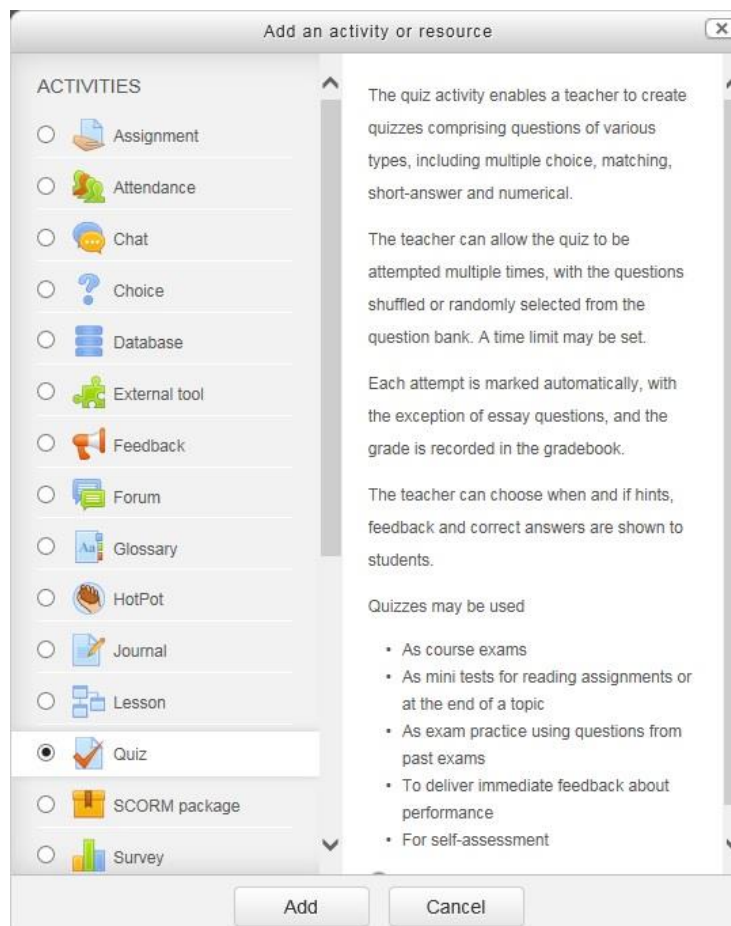 Add an activity or resource
ACTIVITIES
Assignment
Attendance
Chat
Choice
Database
External tool
Feedback
Forum
Glossary
HotPot
Journal
Lesson
Quiz
SCORM package
Survey
The quiz activity enables a teacher to create
quizzes comprising questions of various
types, including multiple choice, matching,
short-answer and numerical.
The teacher can allow the quiz to be
attempted multiple times, with the questions
shuffled or randomly selected from the
question bank. A time limit may be set.
Each attempt is marked automatically, with
the exception of essay questions, and the
grade is recorded in the gradebook.
The teacher can choose when and if hints,
feedback and correct answers are shown to
students.
Quizzes may be used
• As course exams
• As mini tests for reading assignments or
at the end of a topic
• As exam practice using questions from
past exams
• To deliver immediate feedback about
performance
• For self-assessment
Add
Cancel